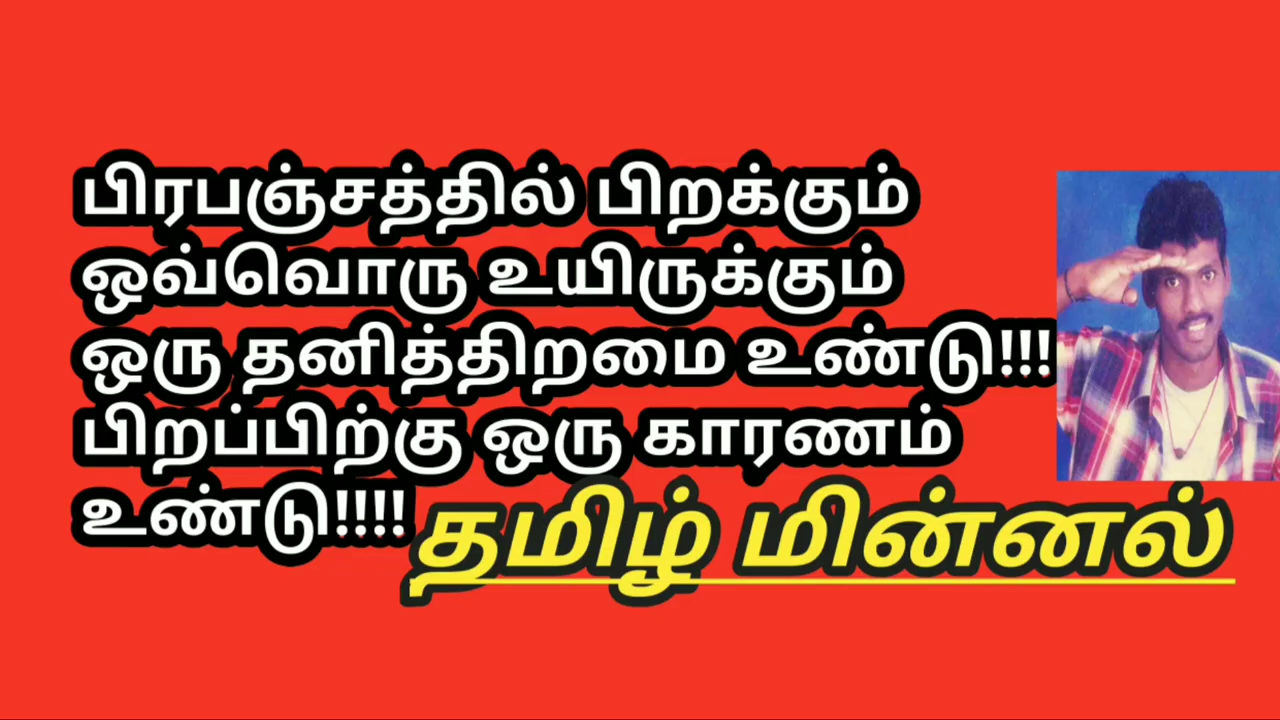 பிரபஞ்சத்தில் பிறக்கும்
ஒவ்வொரு உயிருக்கும்
ஒரு தனித்திறமை உண்டு!!!
பிறப்பிற்கு ஒரு காரணம்
உண்டு!!!!
தமிழ் மின்னல்